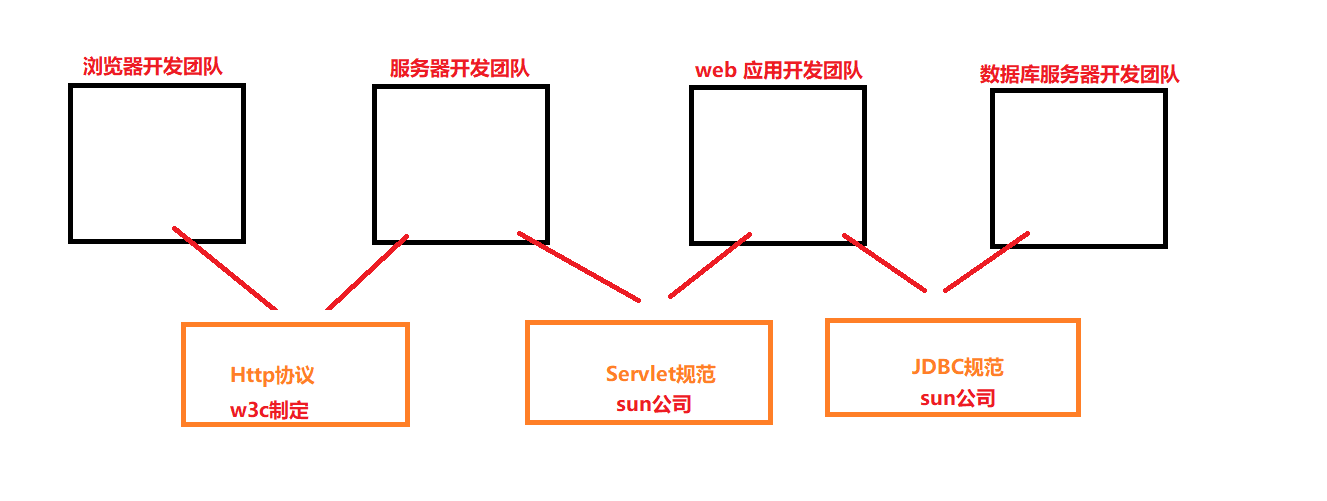 浏览器开发团队
服务器开发团队
web 应用开发团队
数据库服务器开发团队
Http协议
w3c制定
Servlet规范
sun公司
JDBC规范
sun公司